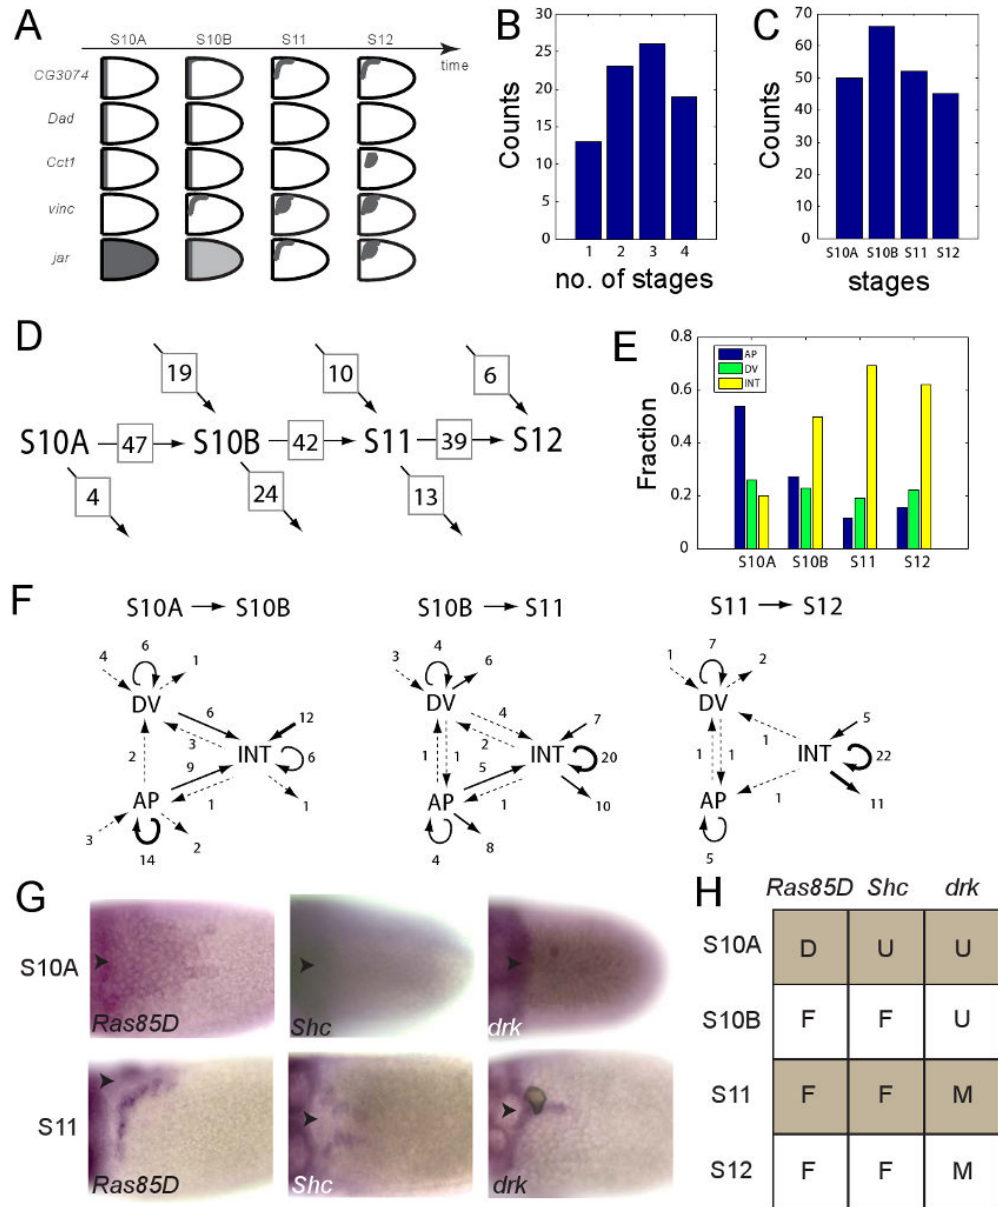 A
S10A S10B S11 S12
time
CG3074
Dad
Cct1
vinc
jar
B
Counts
30
25
20
15
10
5
0
1 2 3 4
no. of stages
C
Counts
70
60
50
40
30
20
10
0
S10A S10B S11 S12
stages
D
19 10 6
S10A 47 S10B 42 S11 39 S12
4 24 13
E
Fraction
0.8
0.6
0.4
0.2
0
AP
DV
INT
S10A S10B S11 S12
F
S10A S10B
6
4 1
DV
6
12
3
2 INT 6
9
AP 1 1
3 2
14
S10B S11
4
3 6
DV
4 7
2
1 1 INT 20
5
AP 1 10
4 8
S11 S12
7
1 2
DV
1 5
1 1 INT 22
AP 1 11
5
G
S10A
Ras85D Shc drk
S11
Ras85D Shc drk
H
Ras85D Shc drk
S10A D U U
S10B F F U
S11 F F M
S12 F F M